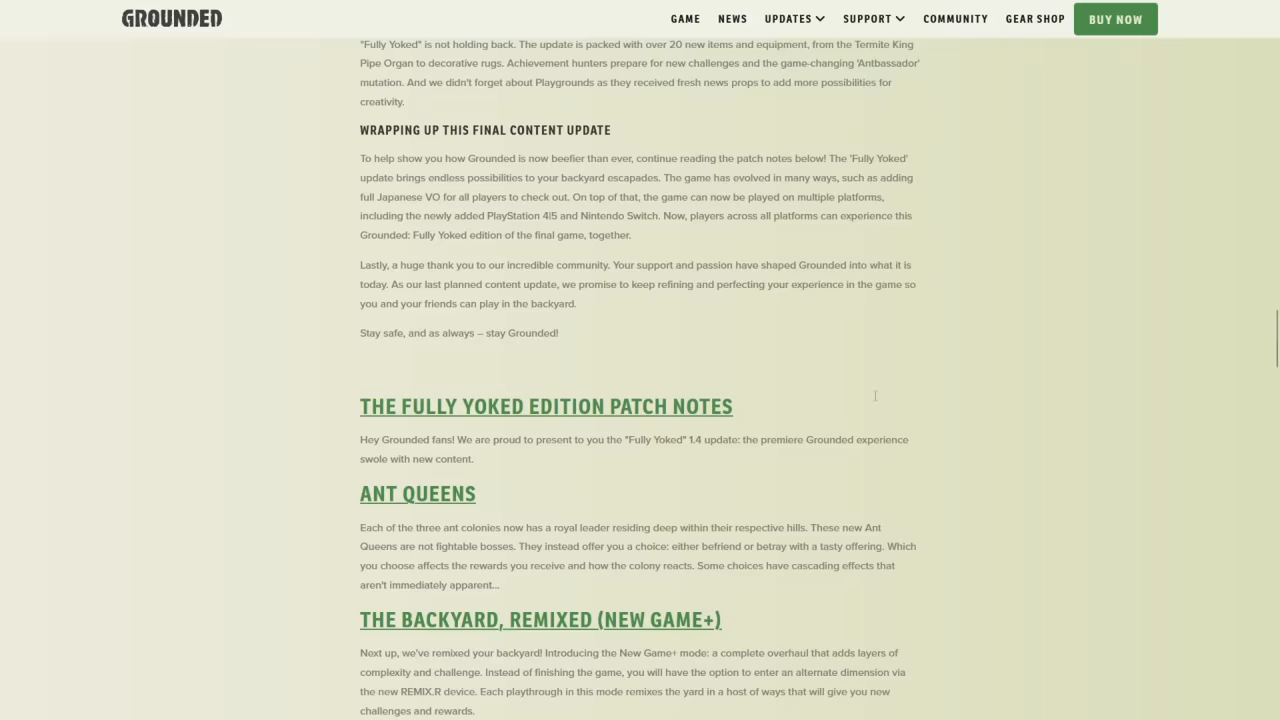 GROUNDED
GAME NEWS UPDATES SUPPORT COMMUNITY GEAR SHOP BUY NOW
"Fully Yoked" is not holding back. The update is packed with over 20 new items and equipment, from the Termite King
Pipe Organ to decorative rugs. Achievement hunters prepare for new challenges and the game-changing 'Antbassador'
mutation. And we didn't forget about Playgrounds as they received fresh news props to add more possibilities for
creativity.
WRAPPING UP THIS FINAL CONTENT UPDATE
To help show you how Grounded is now beefier than ever, continue reading the patch notes below! The 'Fully Yoked'
update brings endless possibilities to your backyard escapades. The game has evolved in many ways, such as adding
full Japanese VO for all players to check out. On top of that, the game can now be played on multiple platforms,
including the newly added PlayStation 4|5 and Nintendo Switch. Now, players across all platforms can experience this
Grounded: Fully Yoked edition of the final game, together.
Lastly, a huge thank you to our incredible community. Your support and passion have shaped Grounded into what it is
today. As our last planned content update, we promise to keep refining and perfecting your experience in the game so
you and your friends can play in the backyard.
Stay safe, and as always – stay Grounded!
THE FULLY YOKED EDITION PATCH NOTES
Hey Grounded fans! We are proud to present to you the "Fully Yoked" 1.4 update: the premiere Grounded experience
swole with new content.
ANT QUEENS
Each of the three ant colonies now has a royal leader residing deep within their respective hills. These new Ant
Queens are not fightable bosses. They instead offer you a choice: either befriend or betray with a tasty offering. Which
you choose affects the rewards you receive and how the colony reacts. Some choices have cascading effects that
aren't immediately apparent...
THE BACKYARD, REMIXED (NEW GAME+)
Next up, we've remixed your backyard! Introducing the New Game+ mode: a complete overhaul that adds layers of
complexity and challenge. Instead of finishing the game, you will have the option to enter an alternate dimension via
the new REMIX.R device. Each playthrough in this mode remixes the yard in a host of ways that will give you new
challenges and rewards.